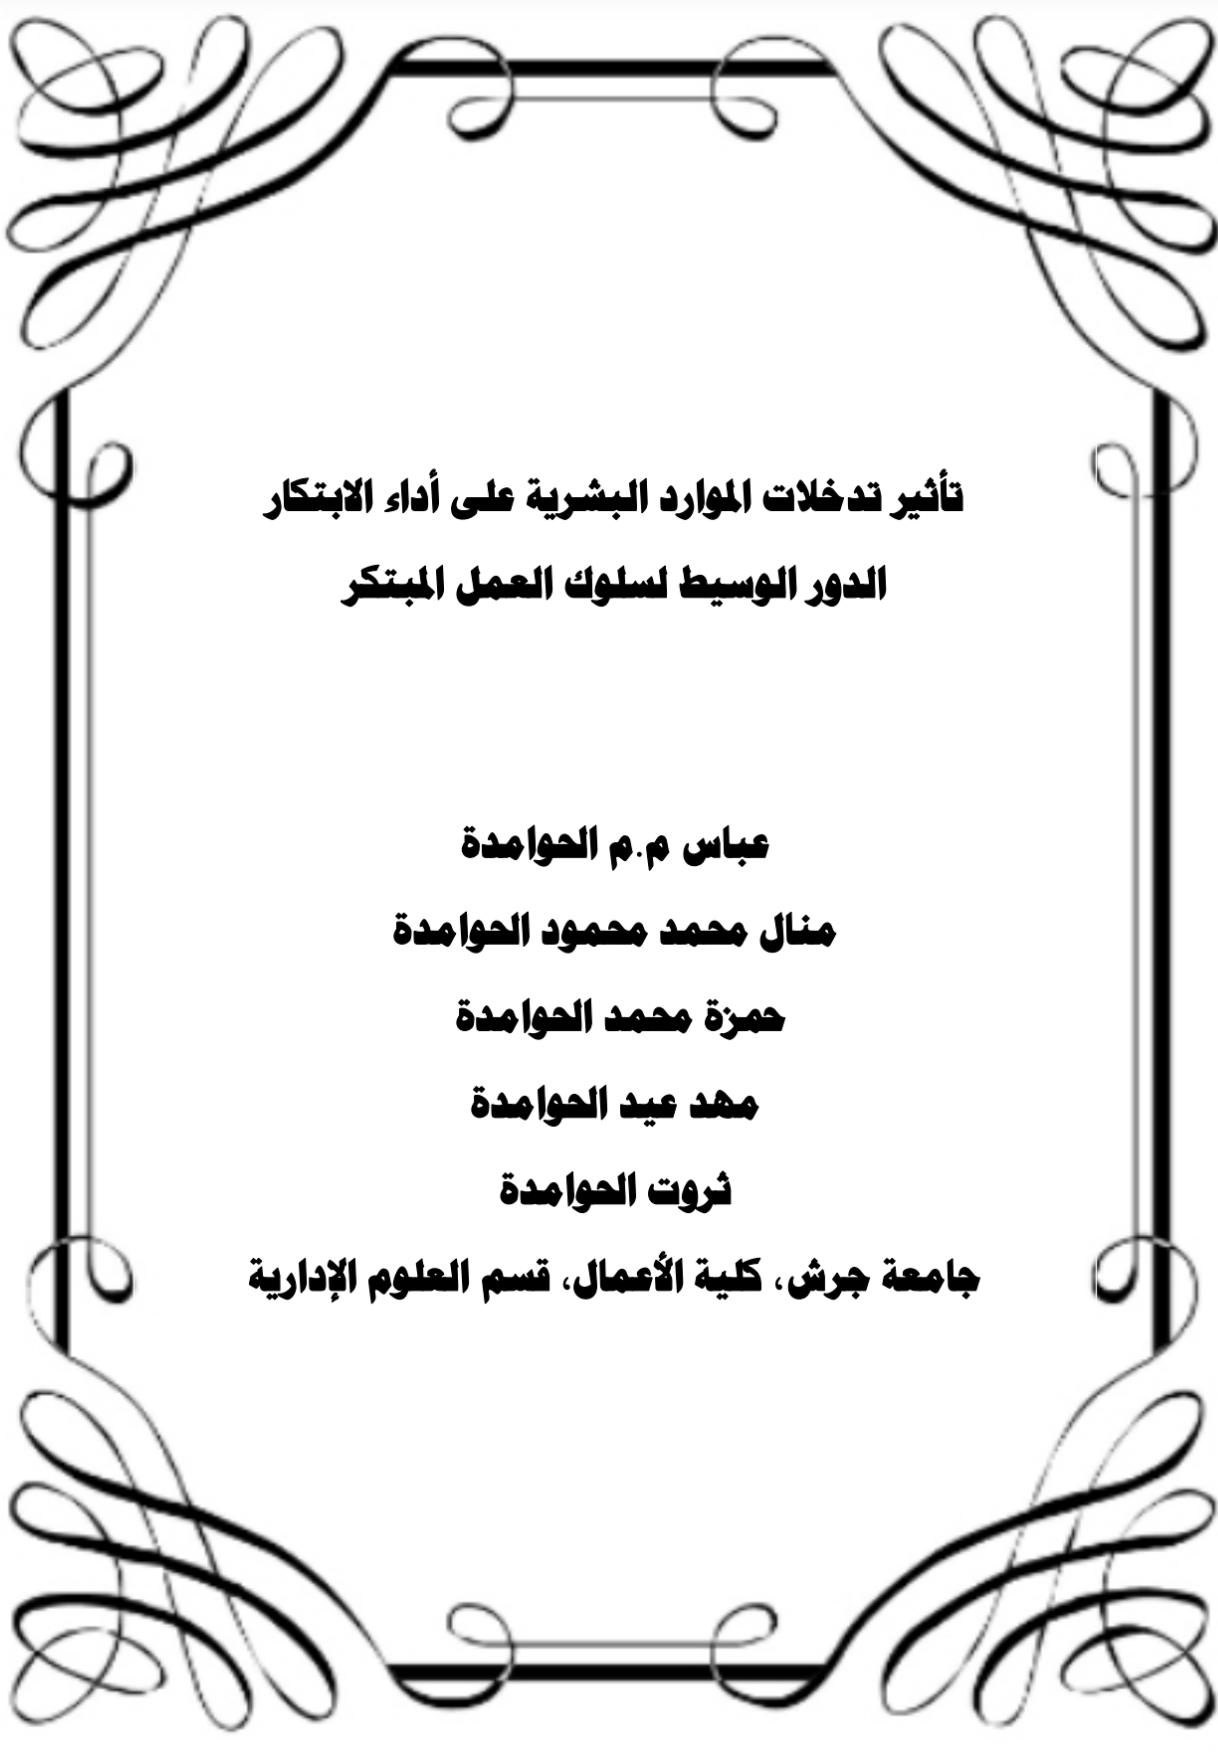 تأثير تدخلات الموارد البشرية على أداء الابتكار
الدور الوسيط لسلوك العمل المبتكر
عباس م.م الحوامدة
منال محمد محمود الحوامدة
حمزة محمد الحوامدة
مهد عيد الحوامدة
ثروت الحوامدة
جامعة جرش، كلية الأعمال، قسم العلوم الإدارية